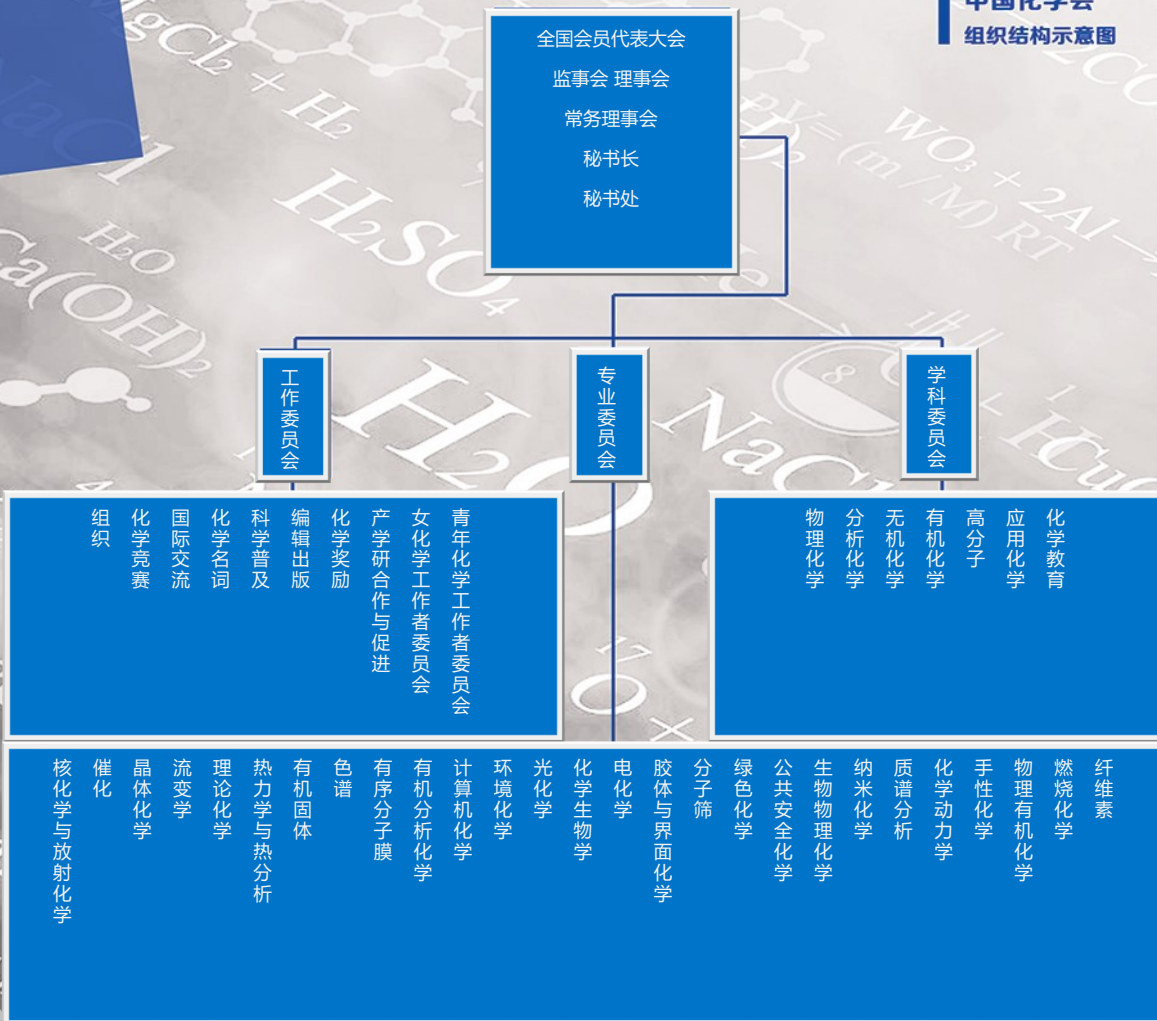 中国化学会
组织结构示意图
全国会员代表大会
监事会 理事会
常务理事会
秘书长
秘书处
工作委员会
专业委员会
学科委员会
组织
化学竞赛
国际交流
化学名词
科学普及
编辑出版
化学奖励
产学研合作与促进
女化学工作者委员会
青年化学工作者委员会
物理化学
分析化学
无机化学
有机化学
高分子
应用化学
化学教育
核化学与放射化学
催化
晶体化学
流变学
理论化学
热力学与热分析
有机固体
色谱
有序分子膜
有机分析化学
计算机化学
环境化学
光化学
化学生物学
电化学
胶体与界面化学
分子筛
绿色化学
公共安全化学
生物物理化学
纳米化学
质谱分析
化学动力学
手性化学
物理有机化学
燃烧化学
纤维素
MgCl₂ + H₂
H₂O
H₂SO₄
Ca(OH)₂
H₂O
WO₃ + 2Al
(m/M)RT
NaCl